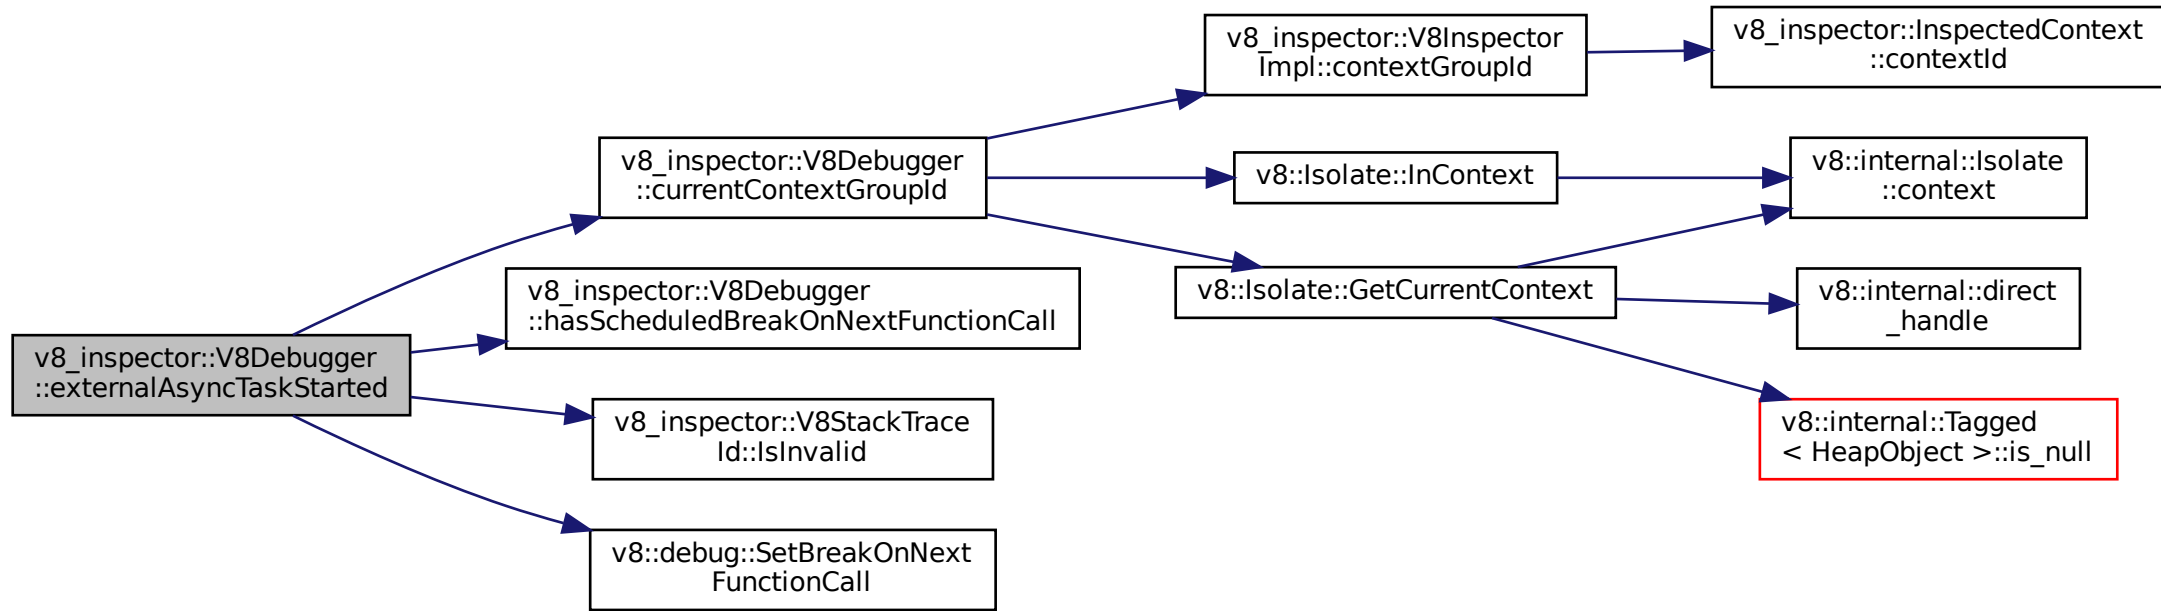 v8_inspector::V8Debugger
::externalAsyncTaskStarted
v8_inspector::V8Debugger
::currentContextGroupId
v8_inspector::V8Debugger
::hasScheduledBreakOnNextFunctionCall
v8_inspector::V8StackTrace
Id::IsInvalid
v8::debug::SetBreakOnNext
FunctionCall
v8_inspector::V8Inspector
Impl::contextGroupId
v8::Isolate::InContext
v8::Isolate::GetCurrentContext
v8_inspector::InspectedContext
::contextId
v8::internal::Isolate
::context
v8::internal::direct
_handle
v8::internal::Tagged
< HeapObject >::is_null